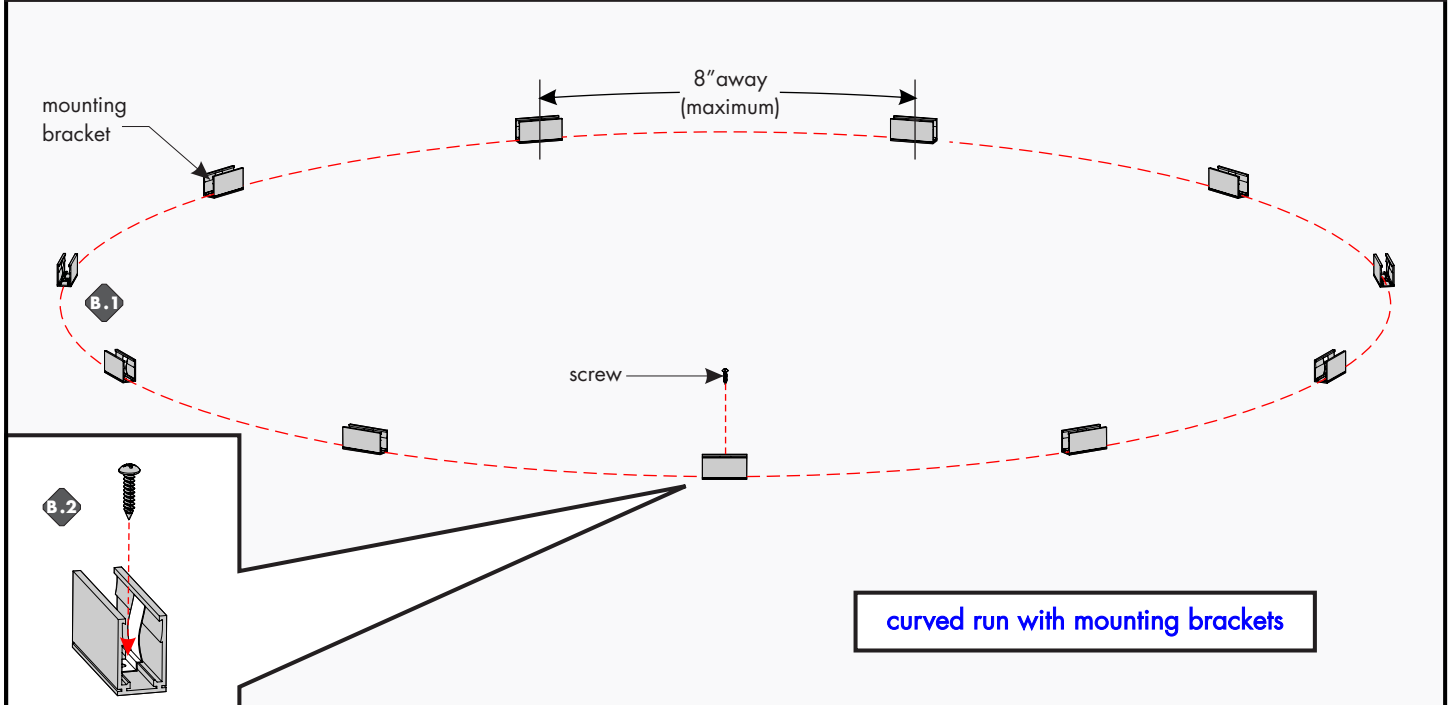 8”away
(maximum)
mounting
bracket
B.1
screw
B.2
curved run with mounting brackets